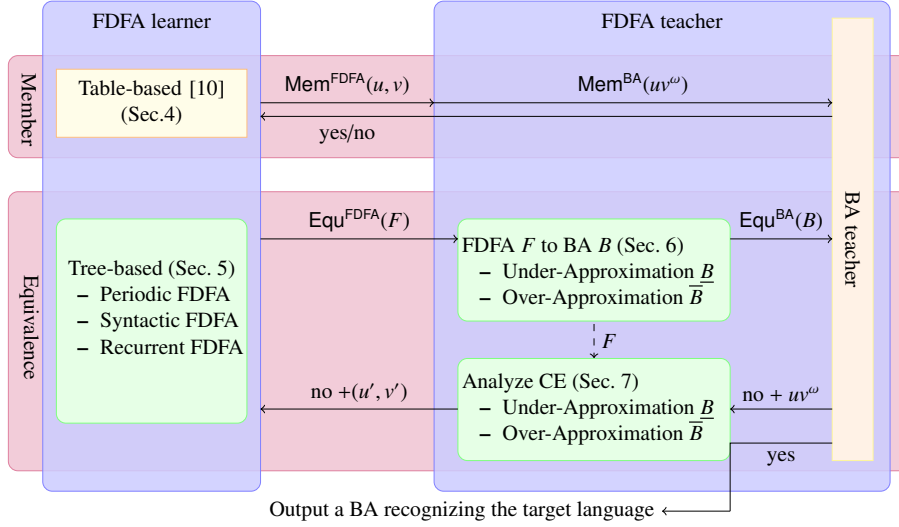 FDFA learner
FDFA teacher
Member
Table-based [10]
(Sec.4)
Mem^FDFA(u, v)
Mem^BA(uv^ω)
yes/no
BA teacher
Equivalence
Tree-based (Sec. 5)
– Periodic FDFA
– Syntactic FDFA
– Recurrent FDFA
Equ^FDFA(F)
FDFA F to BA B (Sec. 6)
– Under-Approximation B̲
– Over-Approximation B̅
Equ^BA(B)
F
no +(u′, v′)
Analyze CE (Sec. 7)
– Under-Approximation B̲
– Over-Approximation B̅
no + uv^ω
yes
Output a BA recognizing the target language